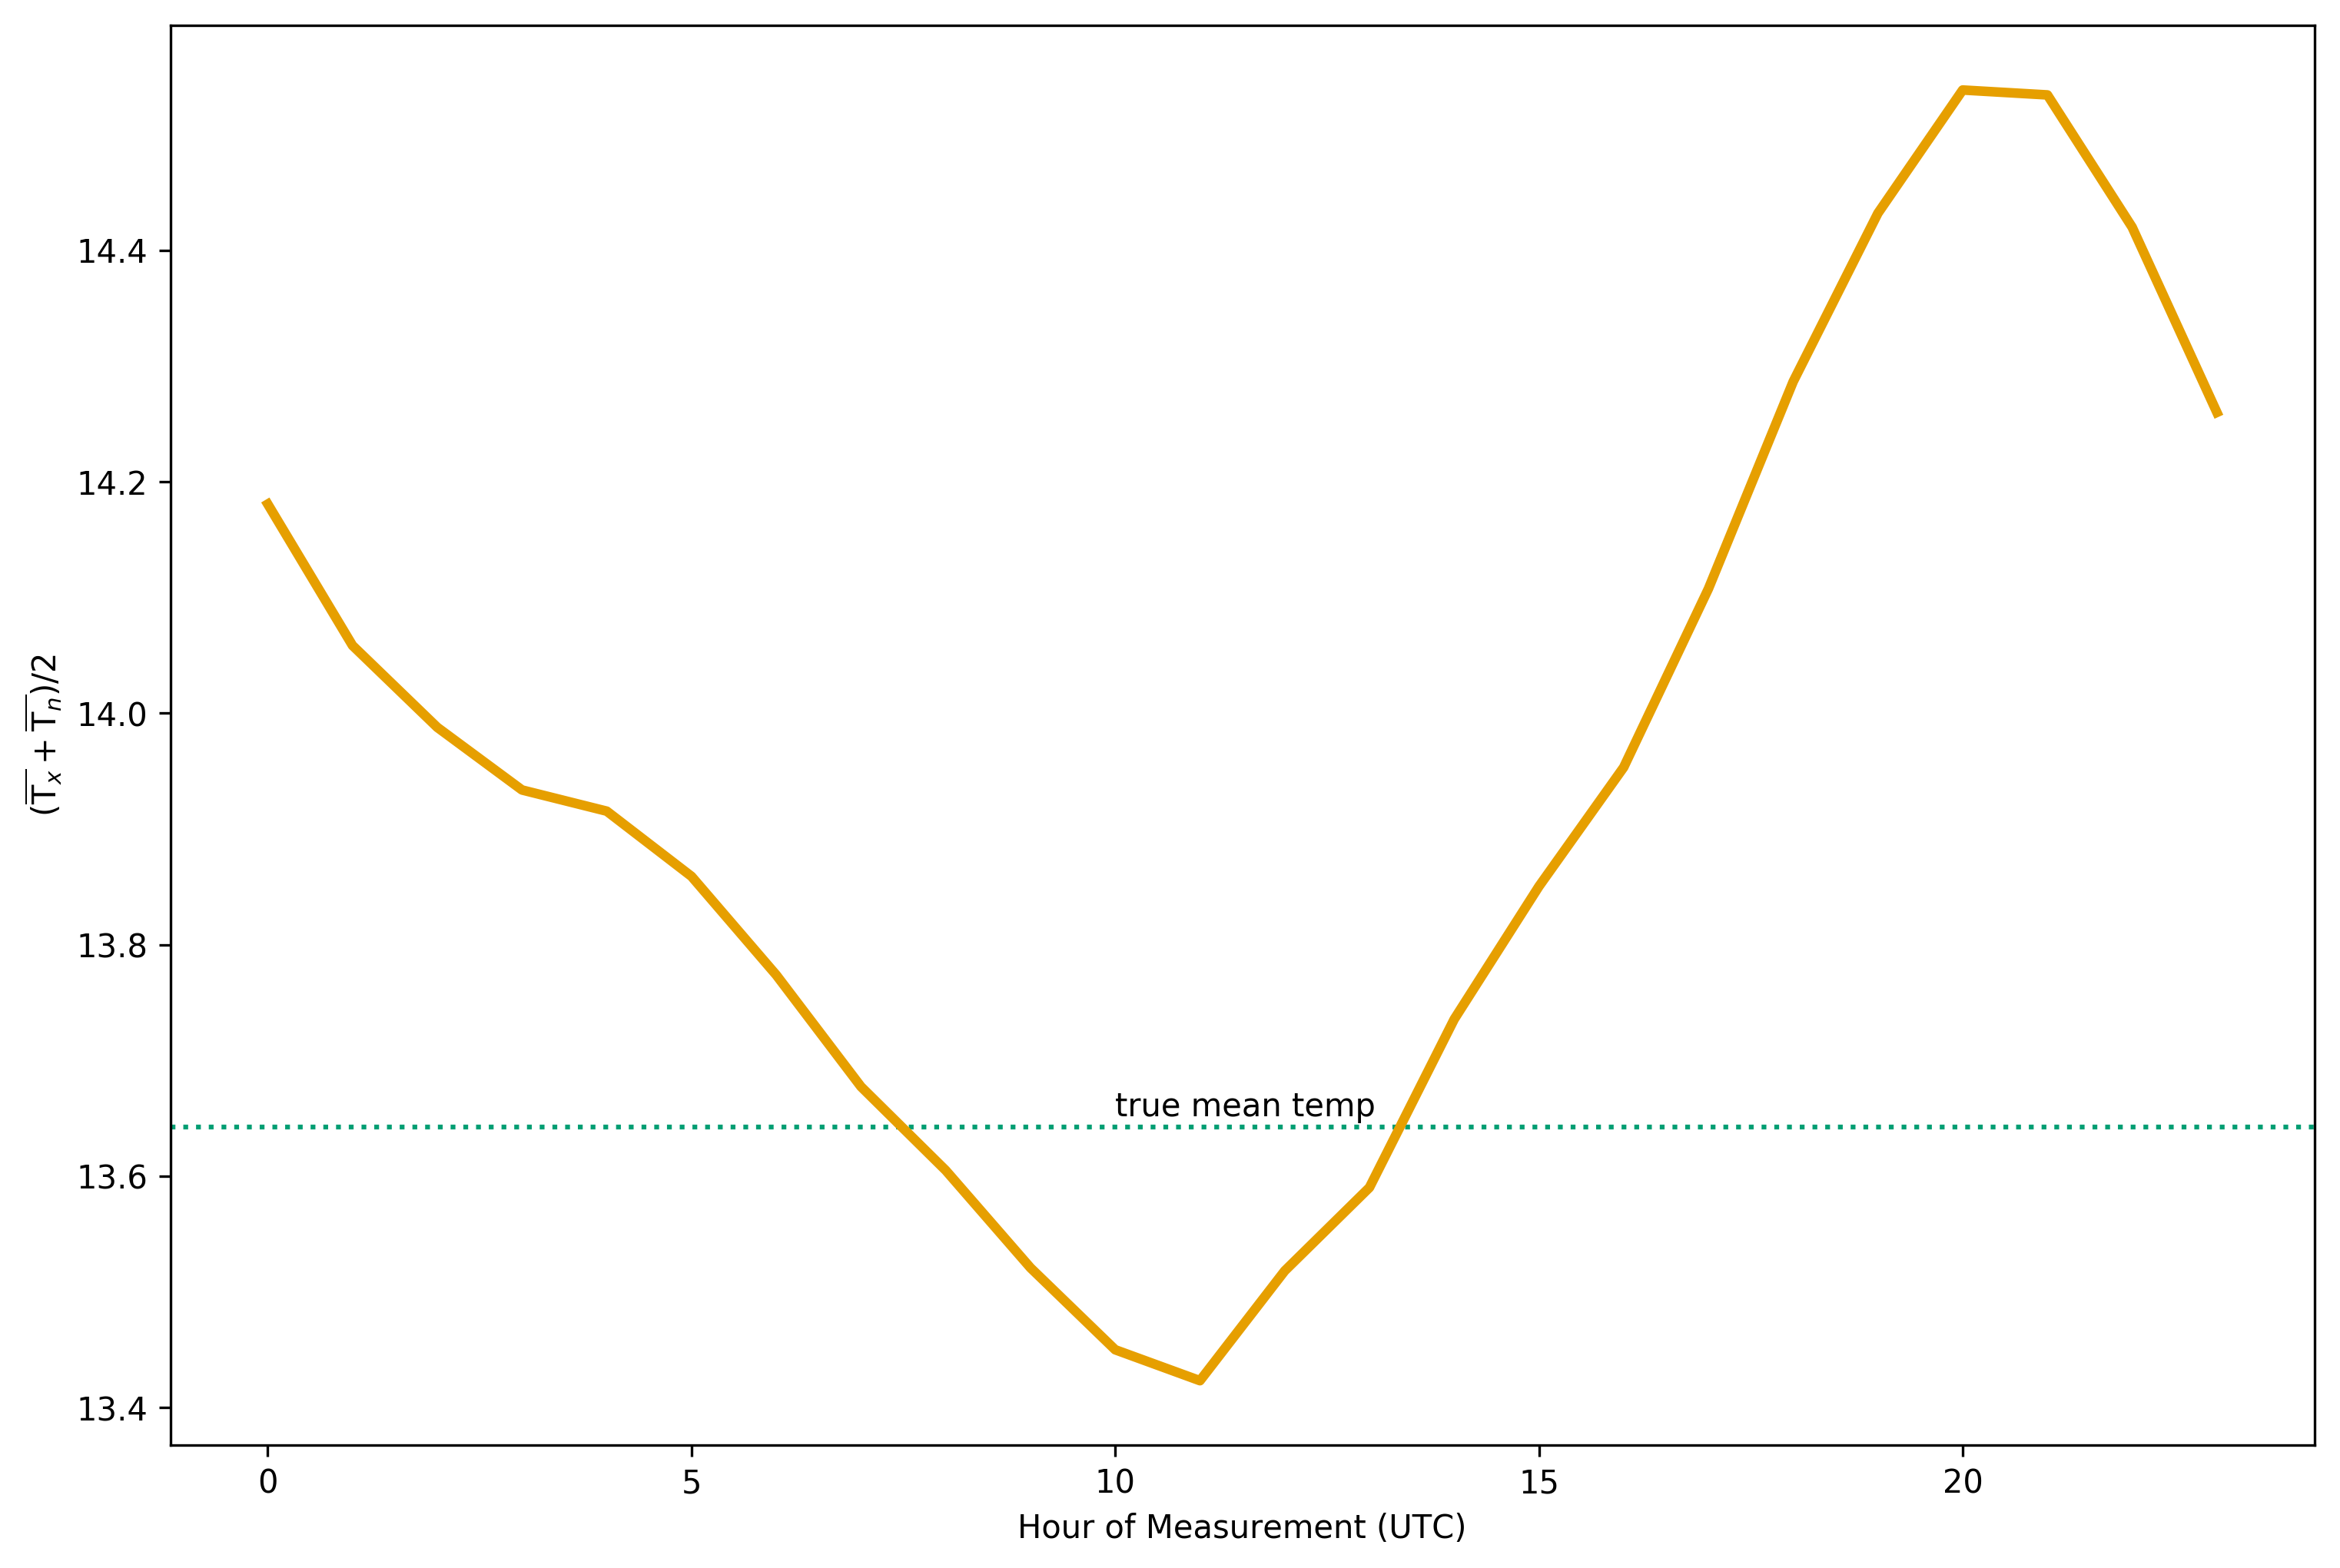 (T̅ₓ + T̅ₙ)/2
14.4
14.2
14.0
13.8
13.6
13.4
true mean temp
0 5 10 15 20
Hour of Measurement (UTC)